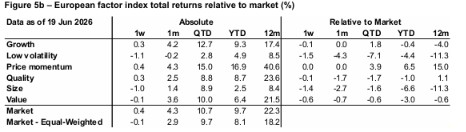 Figure 5b – European factor index total returns relative to market (%)
Data as of 19 Jun 2026 Absolute Relative to Market
1w 1m QTD YTD 12m 1w 1m QTD YTD 12m
Growth 0.3 4.2 12.7 9.3 17.4 -0.1 0.0 1.8 -0.4 -4.0
Low volatility -1.1 -0.2 2.8 4.9 8.5 -1.5 -4.3 -7.1 -4.4 -11.3
Price momentum 0.4 4.3 15.0 16.9 40.6 0.0 0.0 3.9 6.5 15.0
Quality 0.3 2.5 8.8 8.7 23.6 -0.1 -1.7 -1.7 -1.0 1.1
Size -1.0 1.4 8.9 2.5 8.4 -1.4 -2.7 -1.6 -6.6 -11.3
Value -0.1 3.6 10.0 6.4 21.5 -0.6 -0.7 -0.6 -3.0 -0.6
Market 0.4 4.3 10.7 9.7 22.3
Market - Equal-Weighted -0.1 2.9 9.7 8.1 18.2